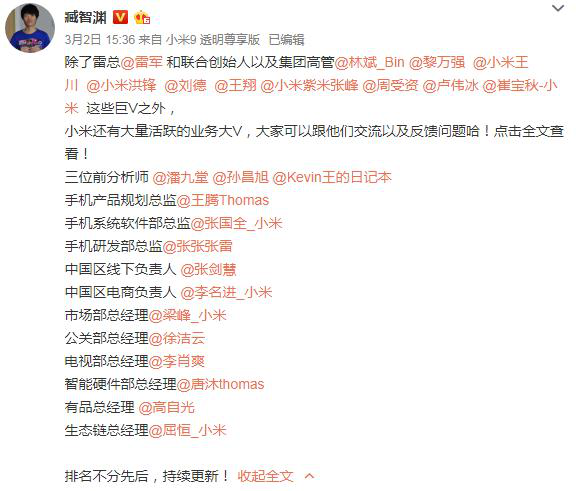 臧智渊
3月2日 15:36 来自 小米9 透明尊享版 已编辑
除了雷总@雷军 和联合创始人以及集团高管@林斌_Bin @黎万强 @小米王
川 @小米洪锋 @刘德 @王翔 @小米紫米张峰 @周受资 @卢伟冰 @崔宝秋-小
米 这些巨V之外，
小米还有大量活跃的业务大V，大家可以跟他们交流以及反馈问题哈！点击全文查
看！
三位前分析师 @潘九堂 @孙昌旭 @Kevin王的日记本
手机产品规划总监@王腾Thomas
手机系统软件部总监@张国全_小米
手机研发部总监@张张张雷
中国区线下负责人 @张剑慧
中国区电商负责人 @李名进_小米
市场部总经理@梁峰_小米
公关部总经理@徐洁云
电视部总经理@李肖爽
智能硬件部总经理@唐沐thomas
有品总经理 @高自光
生态链总经理@屈恒_小米
排名不分先后，持续更新！ 收起全文